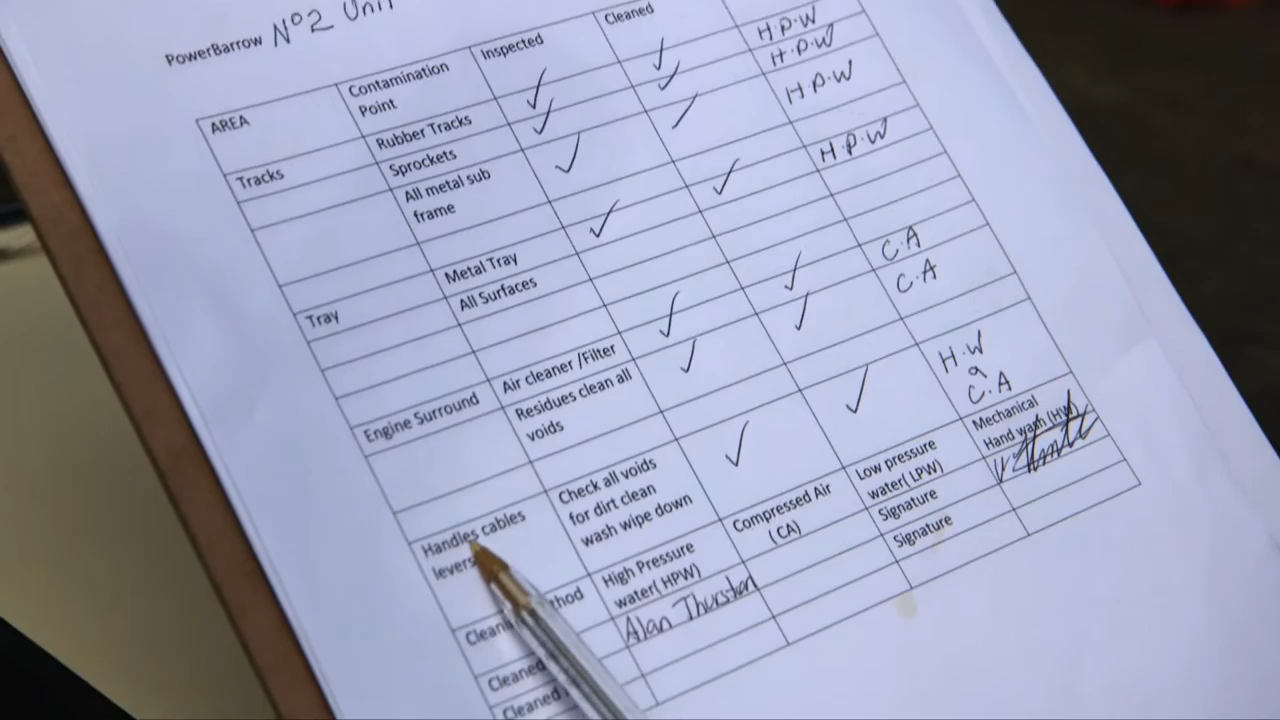 PowerBarrow Nº2 Unit
AREA
Contamination
Point
Inspected
Cleaned
Tracks
Rubber Tracks ✓ ✓ H.P.W
Sprockets ✓ ✓ H.P.W
All metal sub
frame ✓ ✓ H.P.W
Tray
Metal Tray ✓ ✓ H.P.W
All Surfaces
Engine Surround
Air cleaner /Filter ✓ ✓ C.A
Residues clean all
voids ✓ ✓ C.A
Handles cables
levers
Check all voids
for dirt clean
wash wipe down ✓ ✓
H.W
C.A
High Pressure
water( HPW)
Compressed Air
(CA)
Low pressure
water( LPW)
Mechanical
Hand wash (HW)
Cleaned
Alan Thurston
Signature
Cleaned
Signature